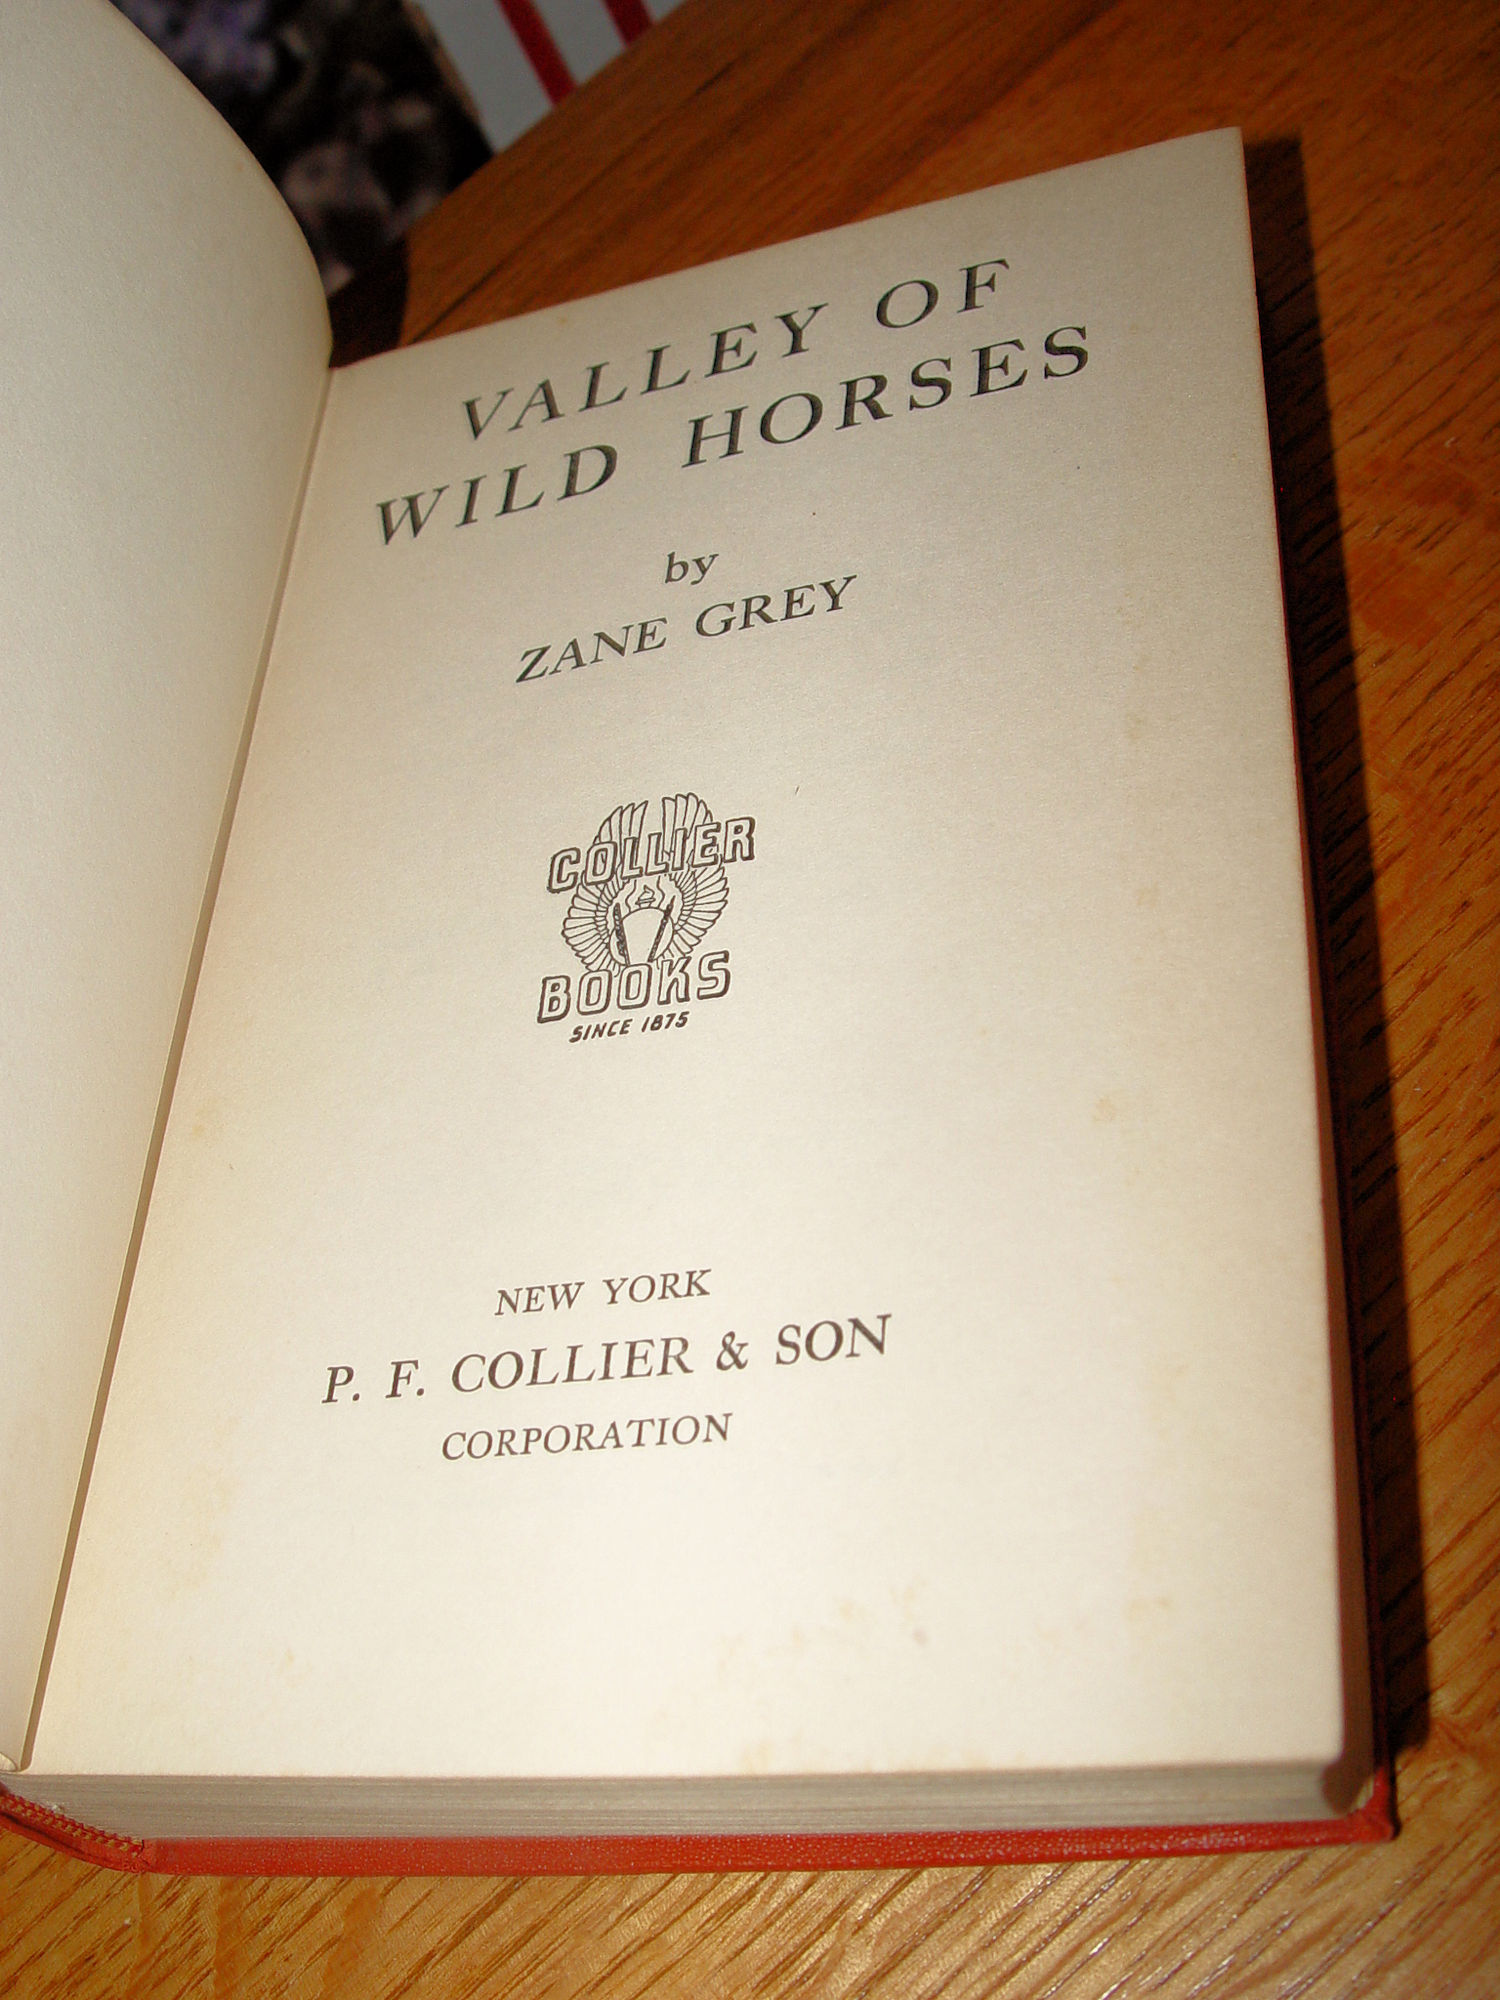 VALLEY OF
WILD HORSES
by
ZANE GREY
COLLIER
BOOKS
SINCE 1875
NEW YORK
P. F. COLLIER & SON
CORPORATION